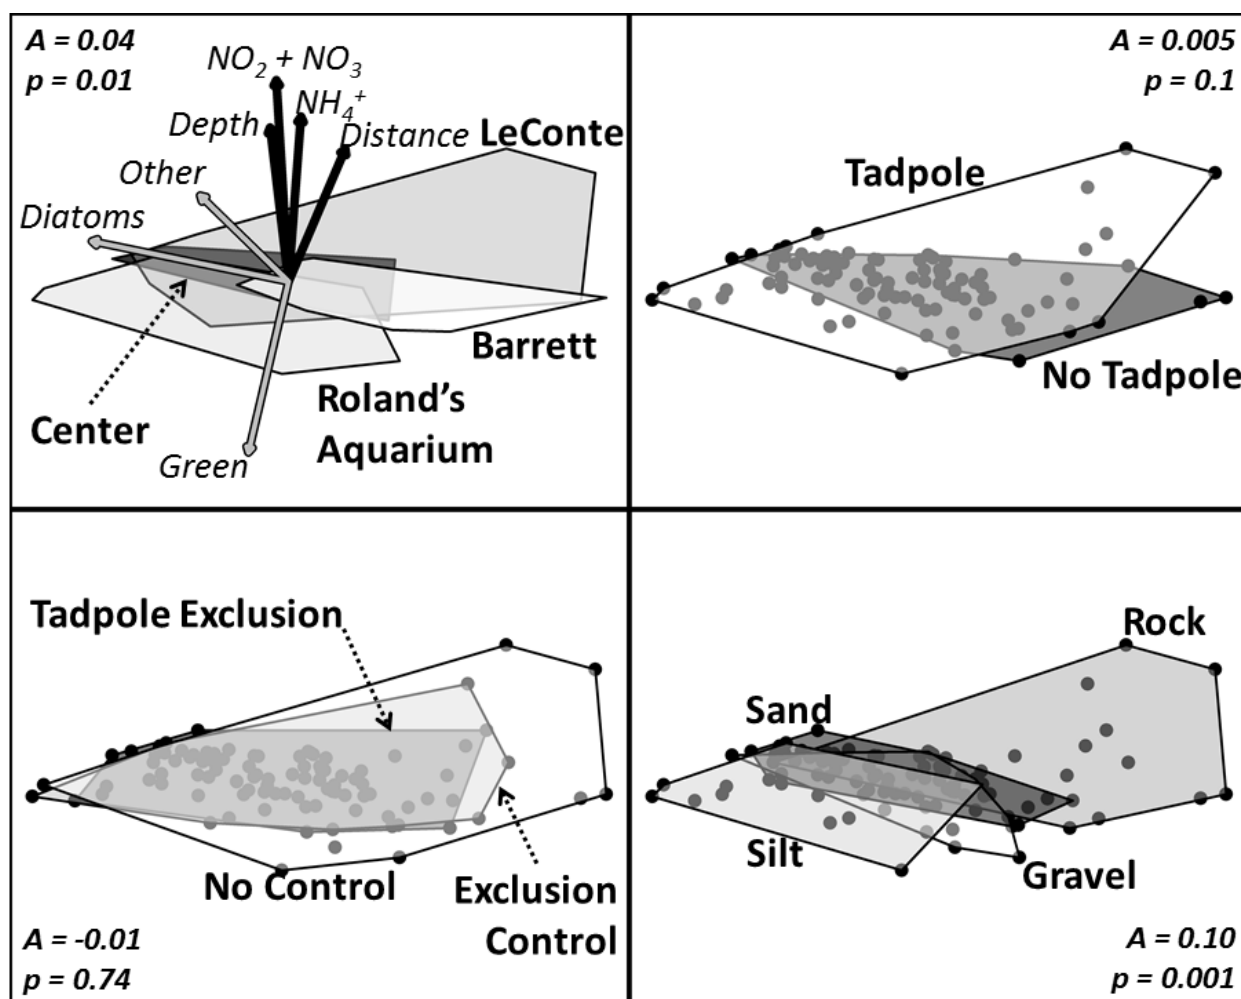 A = 0.04
p = 0.01
NO₂ + NO₃
NH₄⁺
Depth
Distance
LeConte
Other
Diatoms
Barrett
Center
Roland's
Aquarium
Green
A = 0.005
p = 0.1
Tadpole
No Tadpole
Tadpole Exclusion
No Control
Exclusion
Control
A = -0.01
p = 0.74
Rock
Sand
Silt
Gravel
A = 0.10
p = 0.001